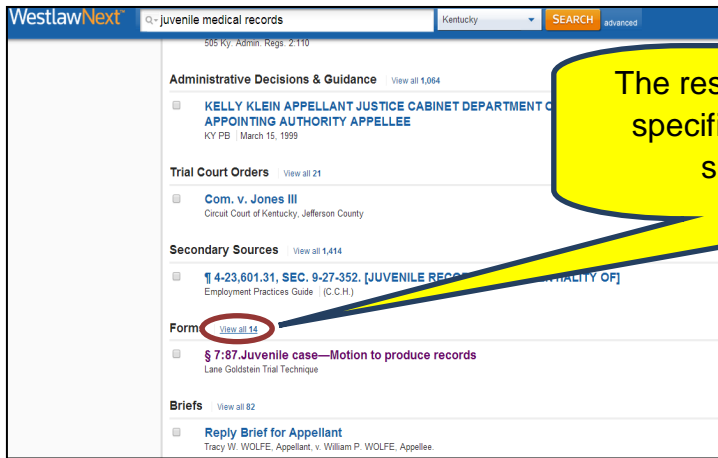 WestlawNext juvenile medical records Kentucky SEARCH advanced
505 Ky. Admin. Regs. 2:110
Administrative Decisions & Guidance View all 1,064
KELLY KLEIN APPELLANT JUSTICE CABINET DEPARTMENT
APPOINTING AUTHORITY APPELLEE
KY PB March 15, 1999
The res
specifi
s
Trial Court Orders View all 21
Com. v. Jones III
Circuit Court of Kentucky, Jefferson County
Secondary Sources View all 1,414
¶ 4-23,601.31, SEC. 9-27-352. [JUVENILE OF]
Employment Practices Guide (C.C.H.)
Form View all 14
§ 7:87.Juvenile case—Motion to produce records
Lane Goldstein Trial Technique
Briefs View all 82
Reply Brief for Appellant
Tracy W. WOLFE, Appellant, v. William P. WOLFE, Appellee.